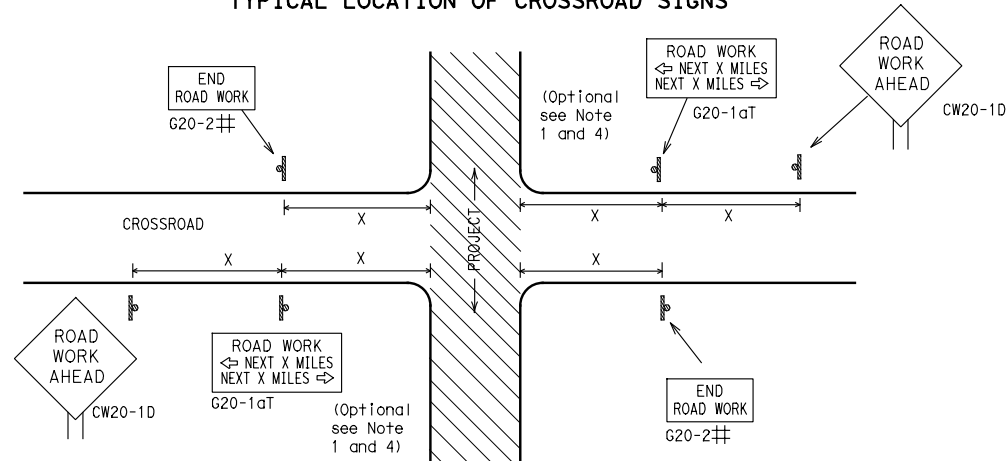 TYPICAL LOCATION OF CROSSROAD SIGNS
END
ROAD WORK
G20-2#
(Optional
see Note
1 and 4)
ROAD WORK
⇦ NEXT X MILES
NEXT X MILES ⇨
G20-1aT
ROAD
WORK
AHEAD
CW20-1D
CROSSROAD
X
X
X
PROJECT
X
X
X
ROAD
WORK
AHEAD
CW20-1D
ROAD WORK
⇦ NEXT X MILES
NEXT X MILES ⇨
G20-1aT
(Optional
see Note
1 and 4)
END
ROAD WORK
G20-2#